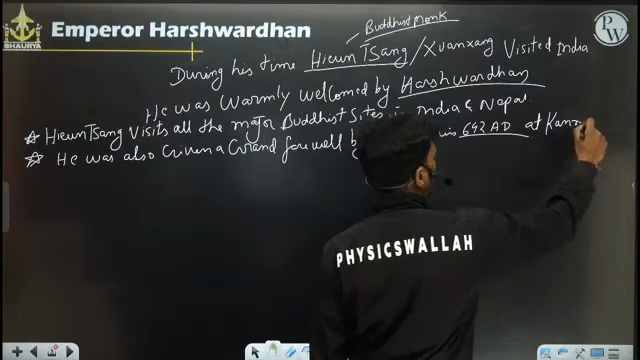 SHAURYA
Emperor Harshwardhan
PW
Buddhist Monk
During his time Hieun Tsang/Xuanxang Visited India.
He was warmly welcomed by Harshwardhan
Hieun Tsang Visits all the major Buddhist Sites in India & Nepal
He was also Given a Grand farewell in 642 AD at
PHYSICSWALLAH